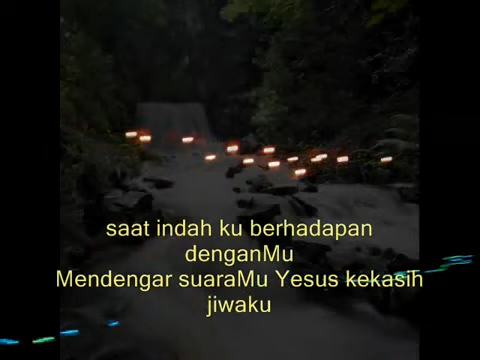 saat indah ku berhadapan
denganMu
Mendengar suaraMu Yesus kekasih
jiwaku